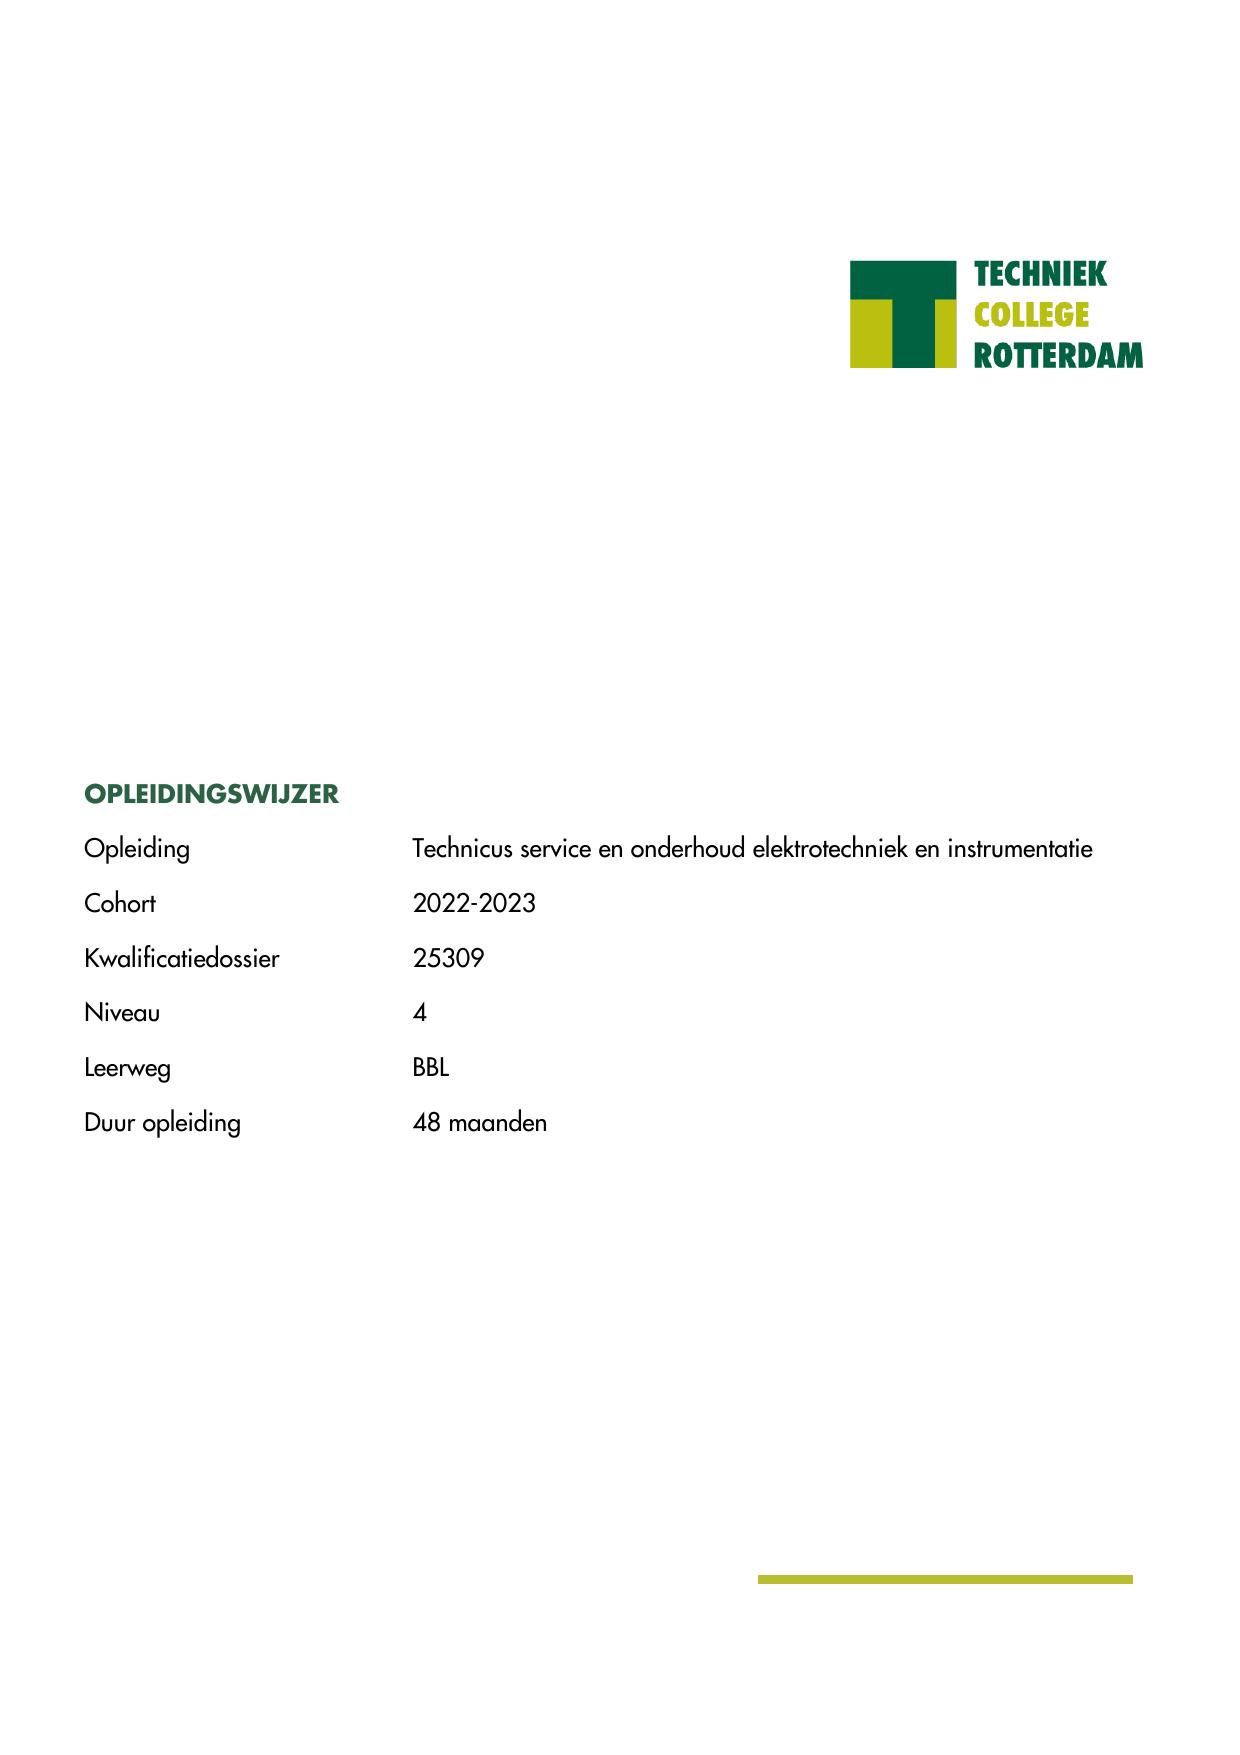 TECHNIEK
COLLEGE
ROTTERDAM
OPLEIDINGSWIJZER
Opleiding Technicus service en onderhoud elektrotechniek en instrumentatie
Cohort 2022-2023
Kwalificatiedossier 25309
Niveau 4
Leerweg BBL
Duur opleiding 48 maanden